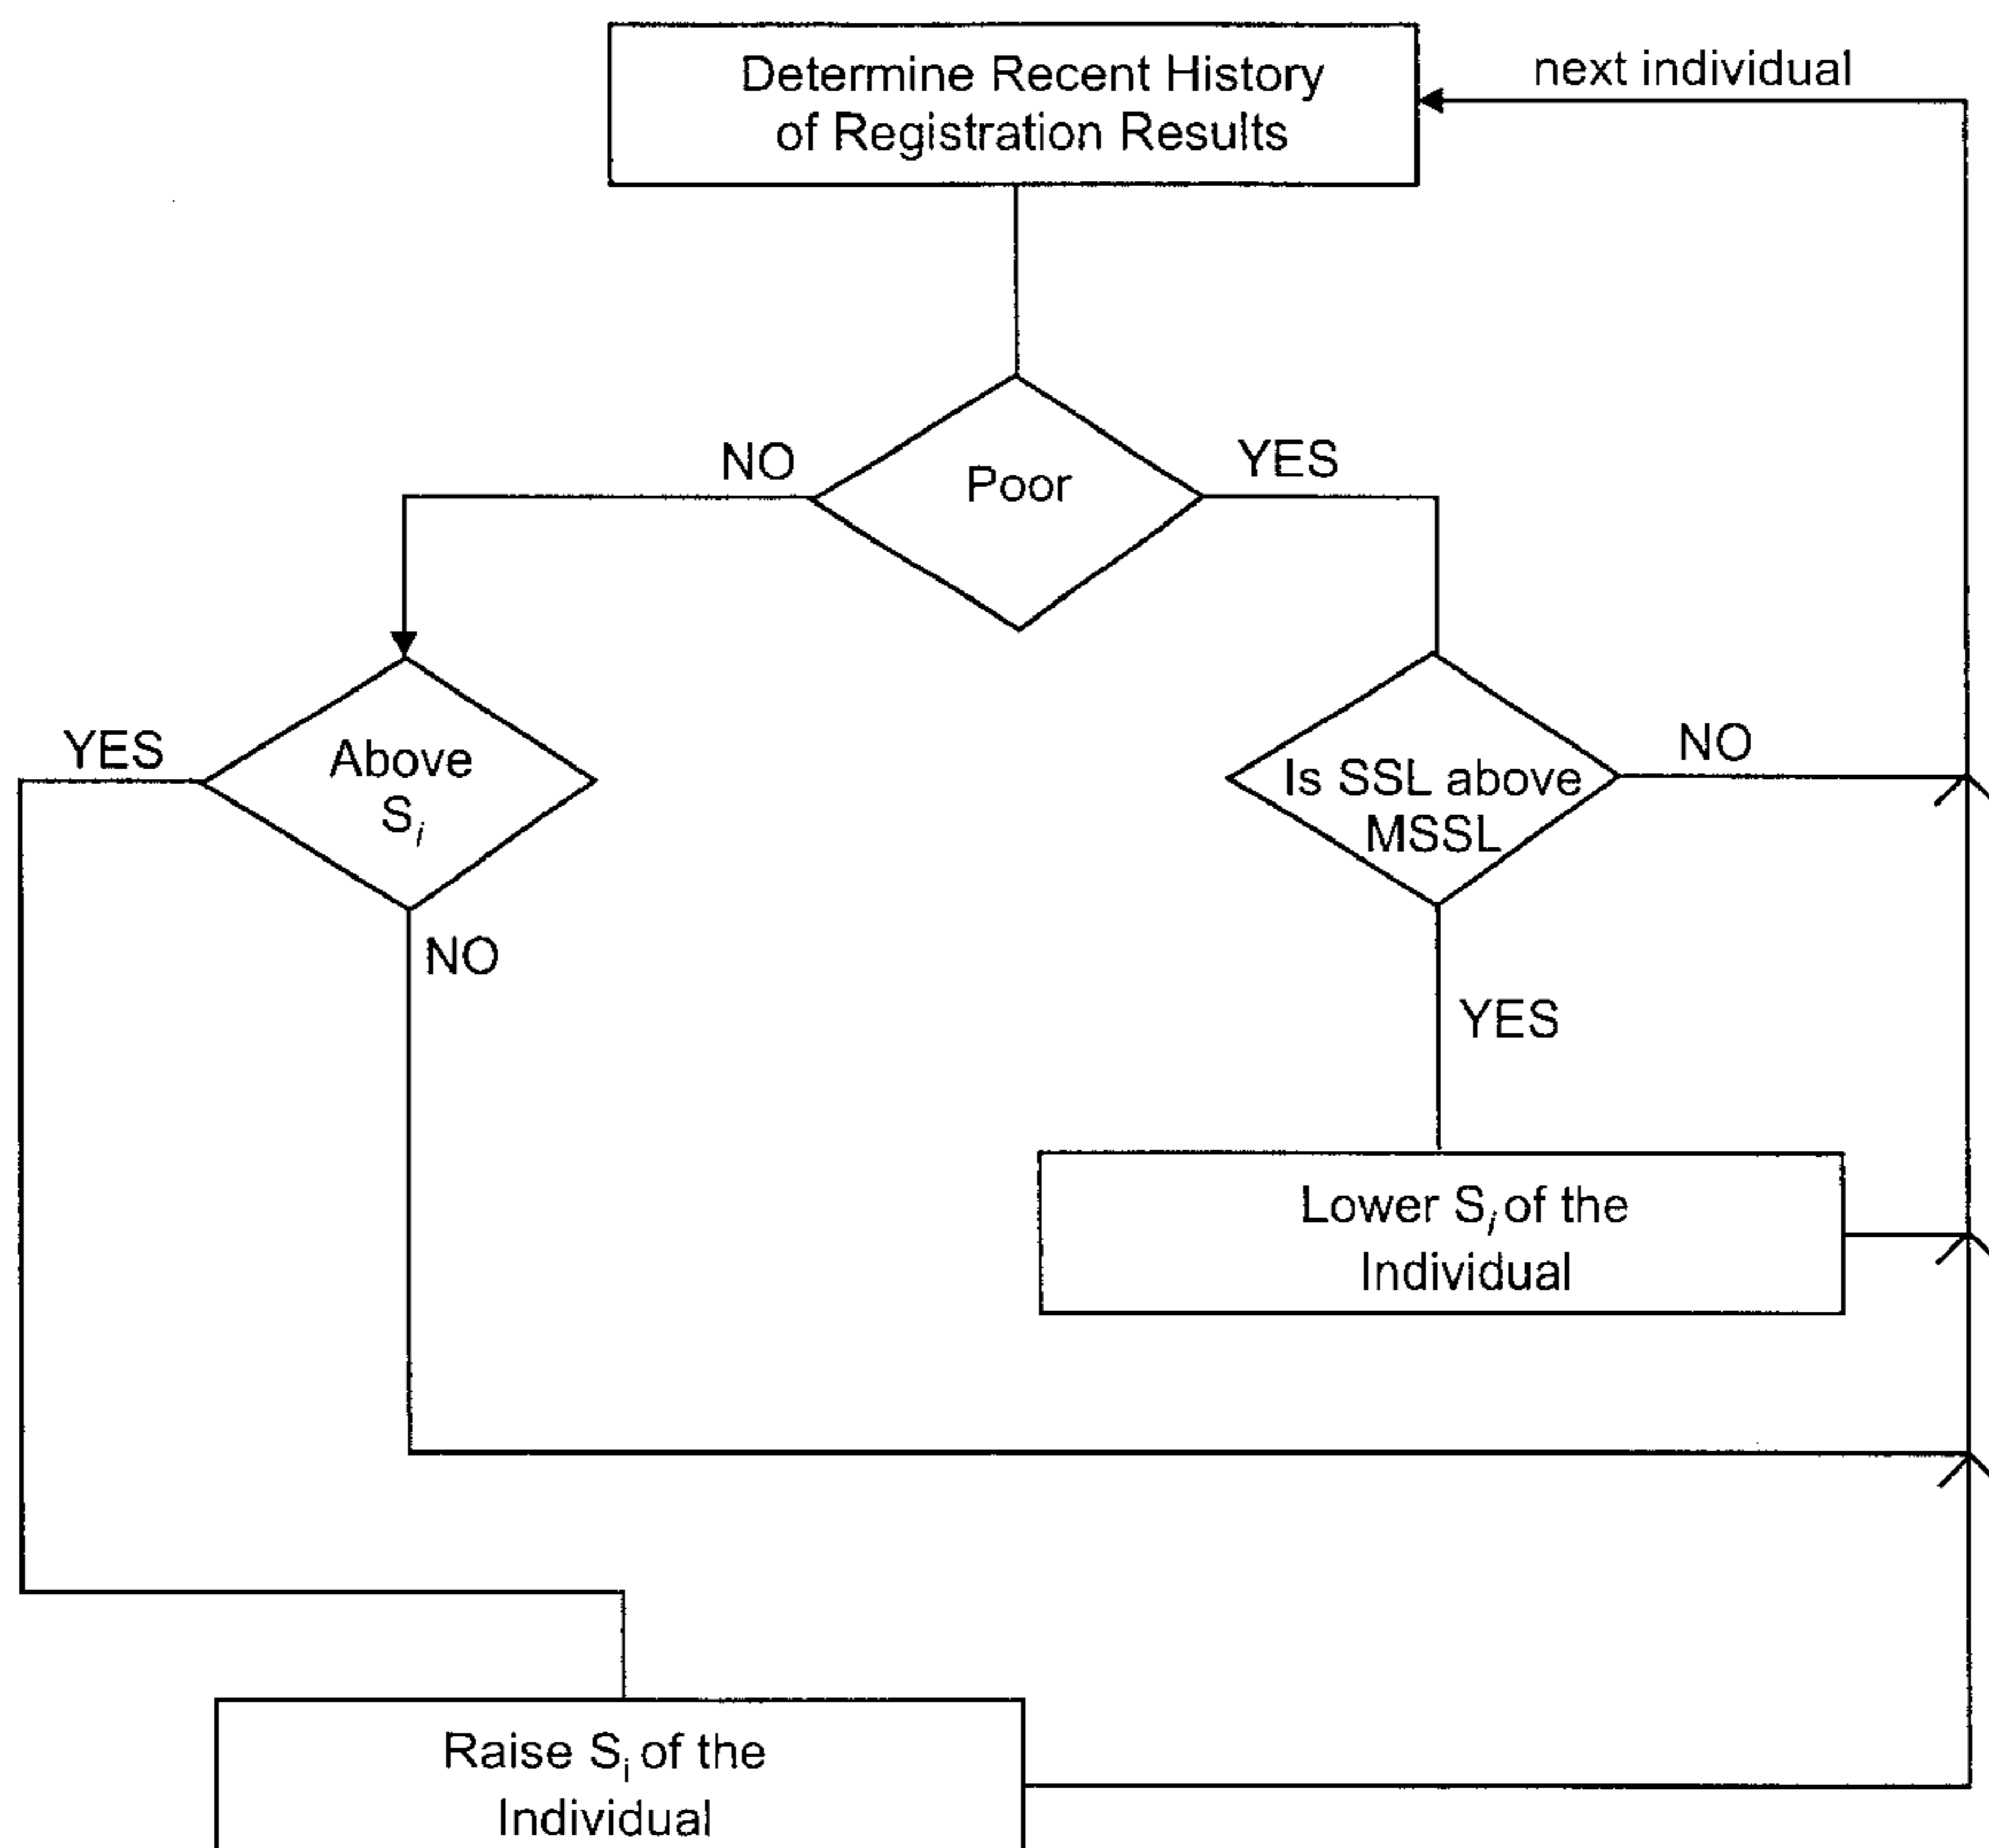 Determine Recent History
of Registration Results
next individual
NO
Poor
YES
YES
Above
Si
NO
Is SSL above
MSSL
NO
YES
Lower Si of the
Individual
Raise Si of the
Individual